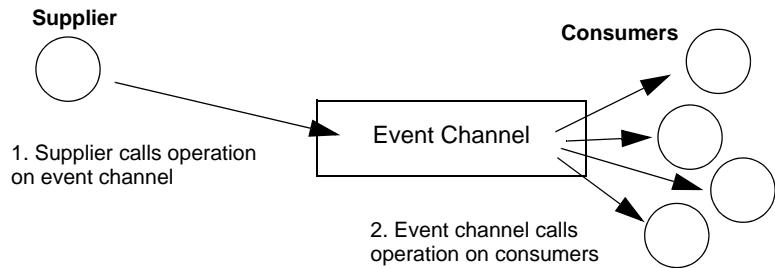 Supplier
Consumers
Event Channel
1. Supplier calls operation
on event channel
2. Event channel calls
operation on consumers